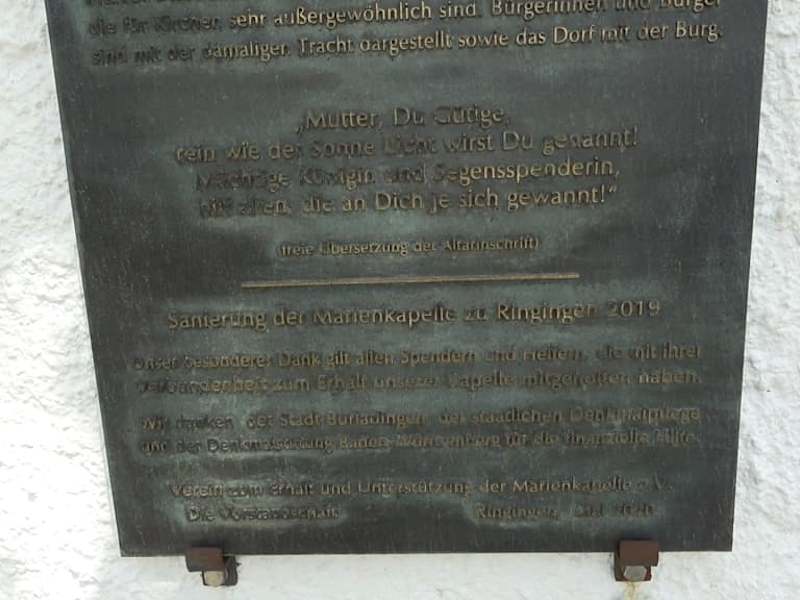 die für Kirchen sehr außergewöhnlich sind. Bürgerinnen und Bürger
sind mit der damaliger Tracht dargestellt sowie das Dorf mit der Burg.
„Mutter, Du Gütige,
rein wie der Sonne Licht wirst Du genannt!
Mächtige Königin und Segensspenderin,
hilf allen, die an Dich je sich gewannt!“
(freie Übersetzung der Altarinschrift)
Sanierung der Marienkapelle zu Ringingen 2019
Unser besonderer Dank gilt allen Spendern und Helfern, die mit ihrer
Verbundenheit zum Erhalt unserer Kapelle mitgeholfen haben.
Wir danken der Stadt Burladingen, der staatlichen Denkmalpflege
und der Denkmalstiftung Baden-Württemberg für die finanzielle Hilfe.
Verein zum Erhalt und Unterstützung der Marienkapelle e.V.
Die Vorstandschaft
Ringingen, 2020